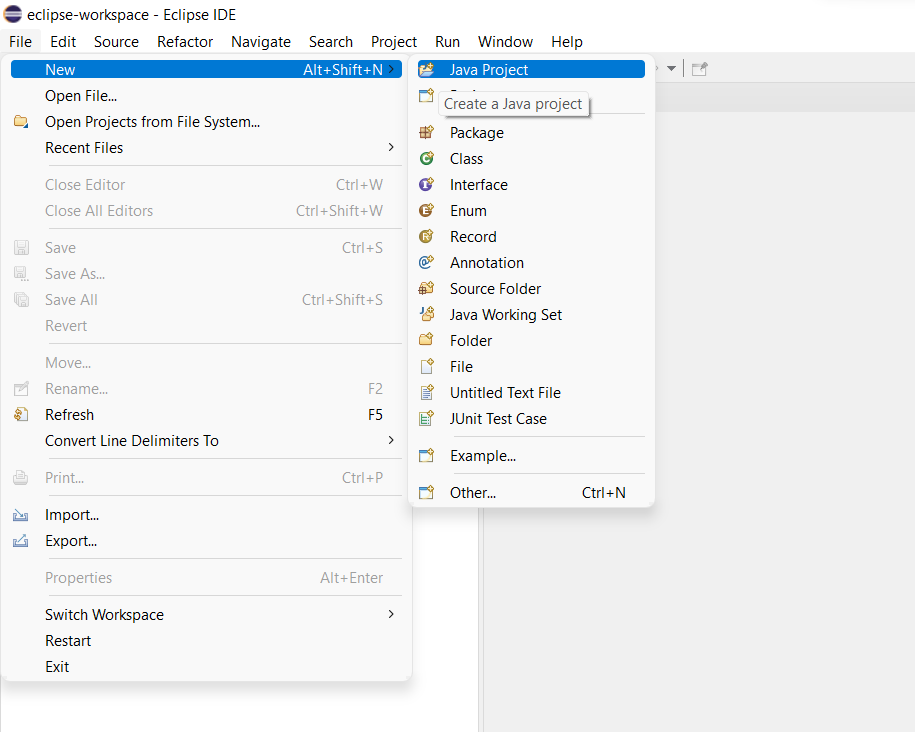 eclipse-workspace - Eclipse IDE
File Edit Source Refactor Navigate Search Project Run Window Help
New Alt+Shift+N
Open File...
Open Projects from File System...
Recent Files
Close Editor Ctrl+W
Close All Editors Ctrl+Shift+W
Save Ctrl+S
Save As...
Save All Ctrl+Shift+S
Revert
Move...
Rename... F2
Refresh F5
Convert Line Delimiters To
Print... Ctrl+P
Import...
Export...
Properties Alt+Enter
Switch Workspace
Restart
Exit
Java Project
Create a Java project
Package
Class
Interface
Enum
Record
Annotation
Source Folder
Java Working Set
Folder
File
Untitled Text File
JUnit Test Case
Example...
Other... Ctrl+N